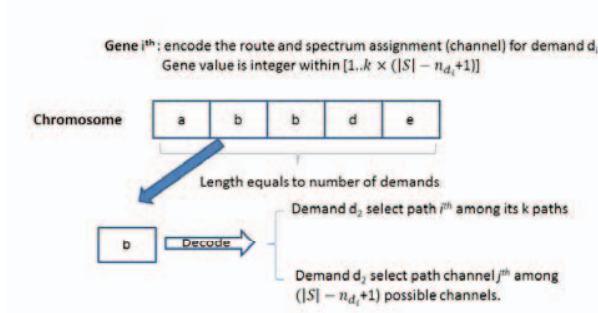 Gene iᵗʰ: encode the route and spectrum assignment (channel) for demand dᵢ
Gene value is integer within [1..k × (|S| − n_dᵢ+1)]
Chromosome a b b d e
Length equals to number of demands
Demand d₂ select path iᵗʰ among its k paths
b Decode
Demand d₂ select path channel jᵗʰ among
(|S| − n_dᵢ+1) possible channels.